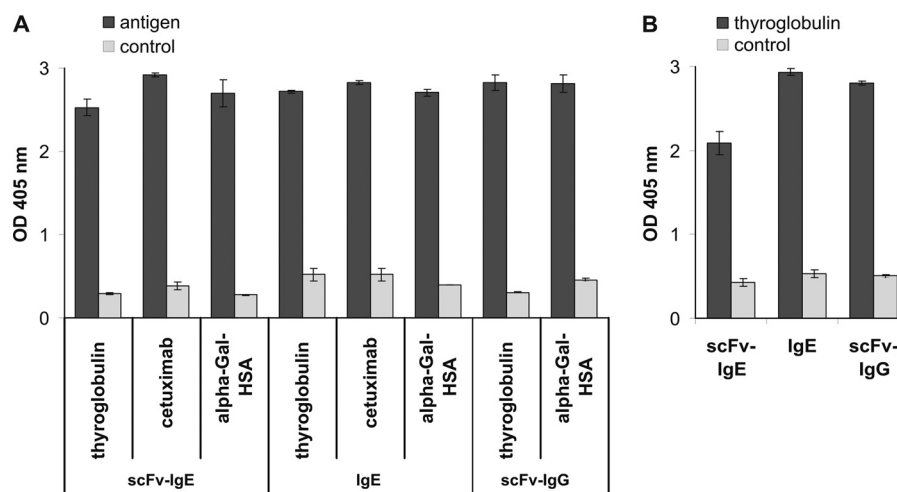 A
antigen
control
OD 405 nm
3
2
1
0
thyroglobulin
cetuximab
alpha-Gal-
HSA
thyroglobulin
cetuximab
alpha-Gal-
HSA
thyroglobulin
alpha-Gal-
HSA
scFv-IgE
IgE
scFv-IgG
B
thyroglobulin
control
OD 405 nm
3
2
1
0
scFv-
IgE
IgE
scFv-
IgG